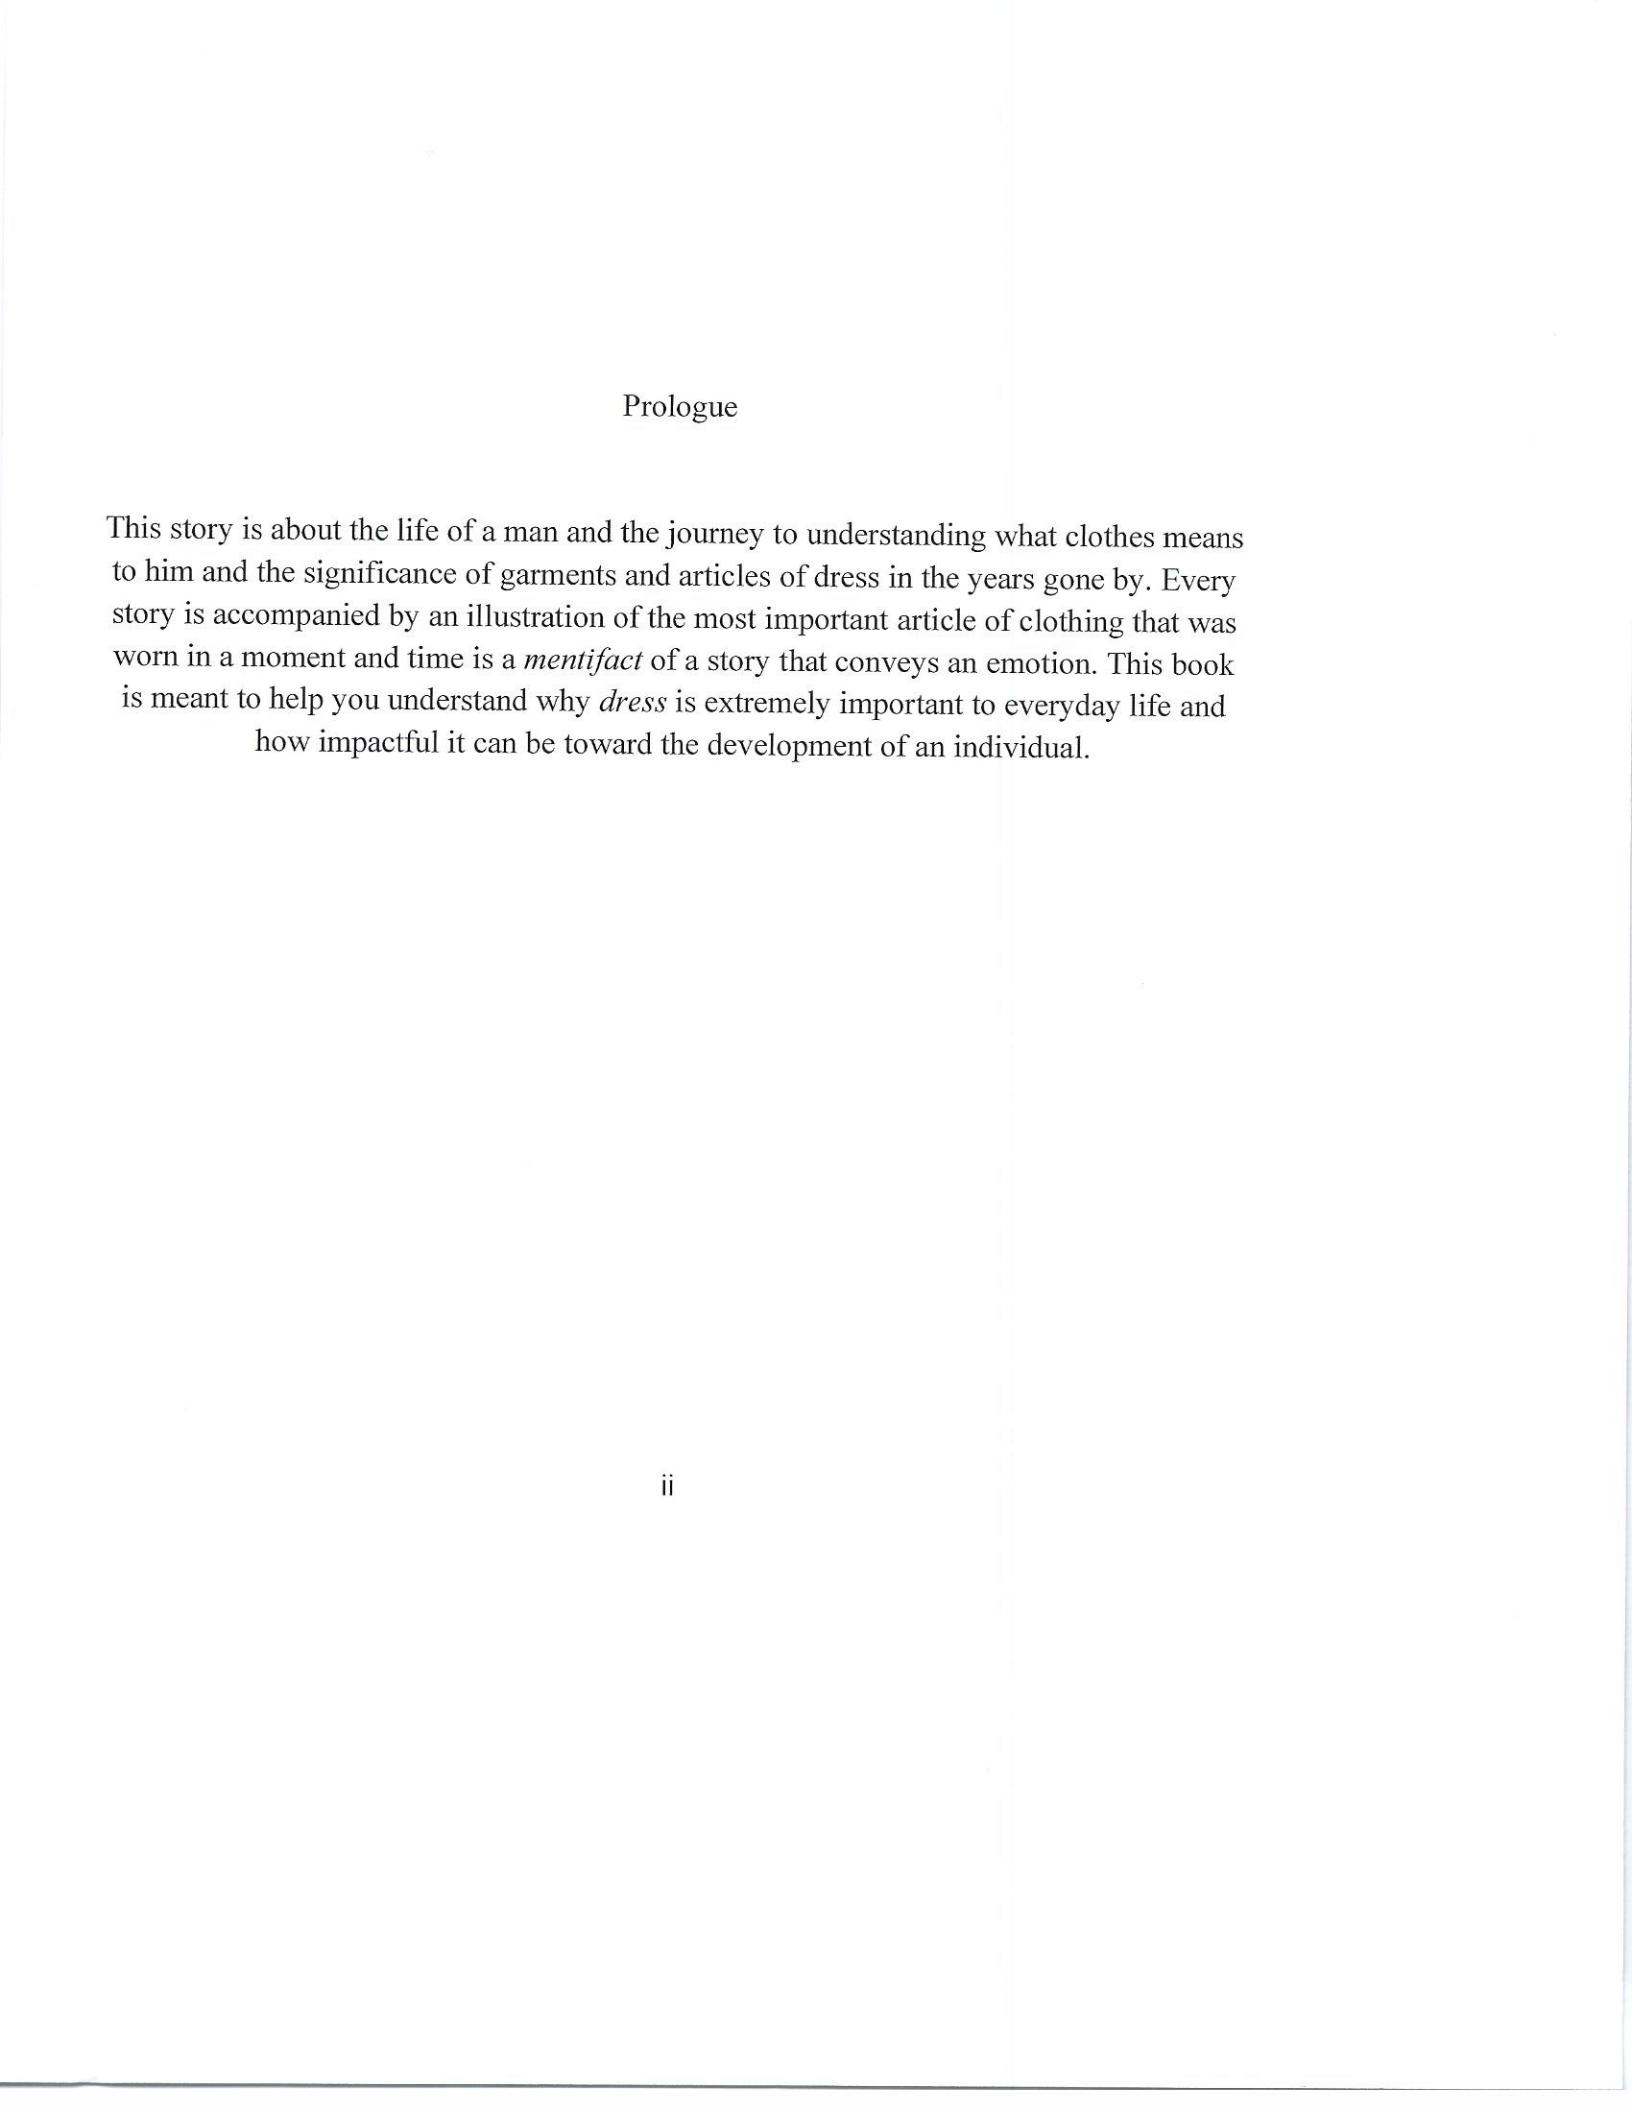 Prologue
This story is about the life of a man and the journey to understanding what clothes means
to him and the significance of garments and articles of dress in the years gone by. Every
story is accompanied by an illustration of the most important article of clothing that was
worn in a moment and time is a mentifact of a story that conveys an emotion. This book
is meant to help you understand why dress is extremely important to everyday life and
how impactful it can be toward the development of an individual.
ii